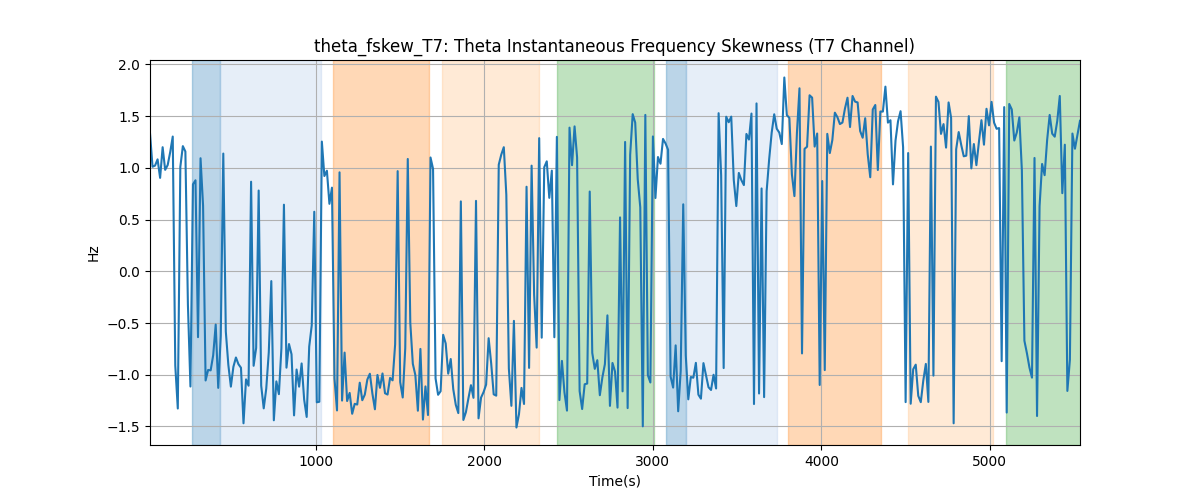 theta_fskew_T7: Theta Instantaneous Frequency Skewness (T7 Channel)
2.0
1.5
1.0
0.5
0.0
−0.5
−1.0
−1.5
Hz
1000 2000 3000 4000 5000
Time(s)